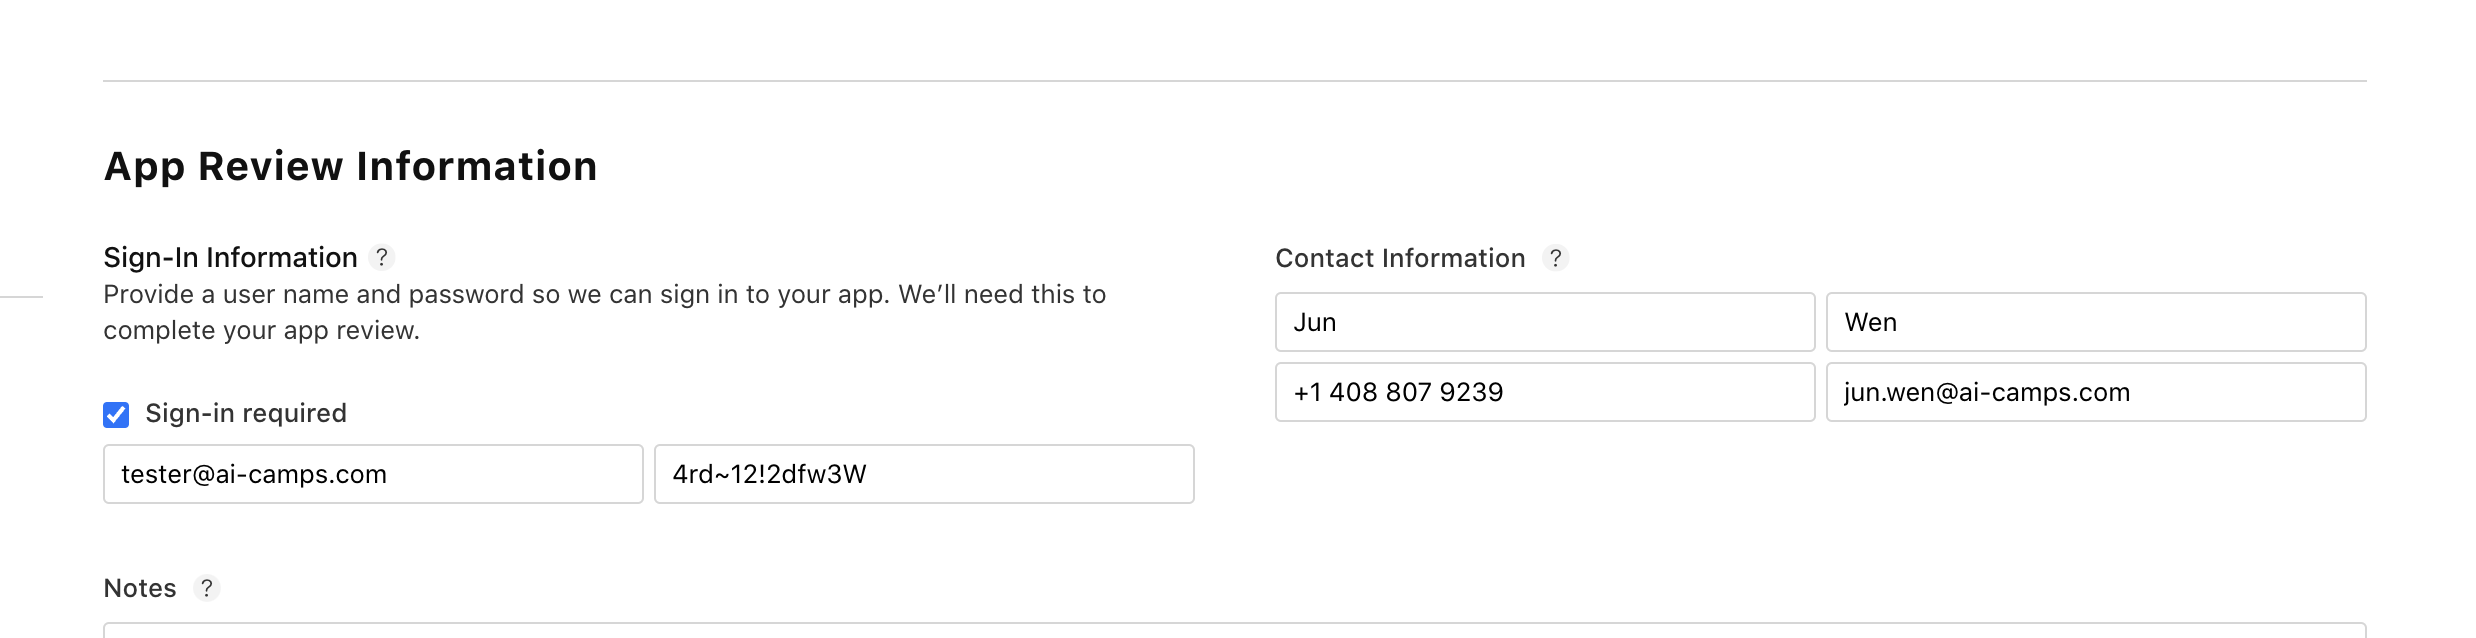 App Review Information
Sign-In Information ?
Provide a user name and password so we can sign in to your app. We’ll need this to
complete your app review.
Sign-in required
tester@ai-camps.com
4rd~12!2dfw3W
Contact Information ?
Jun
Wen
+1 408 807 9239
jun.wen@ai-camps.com
Notes ?